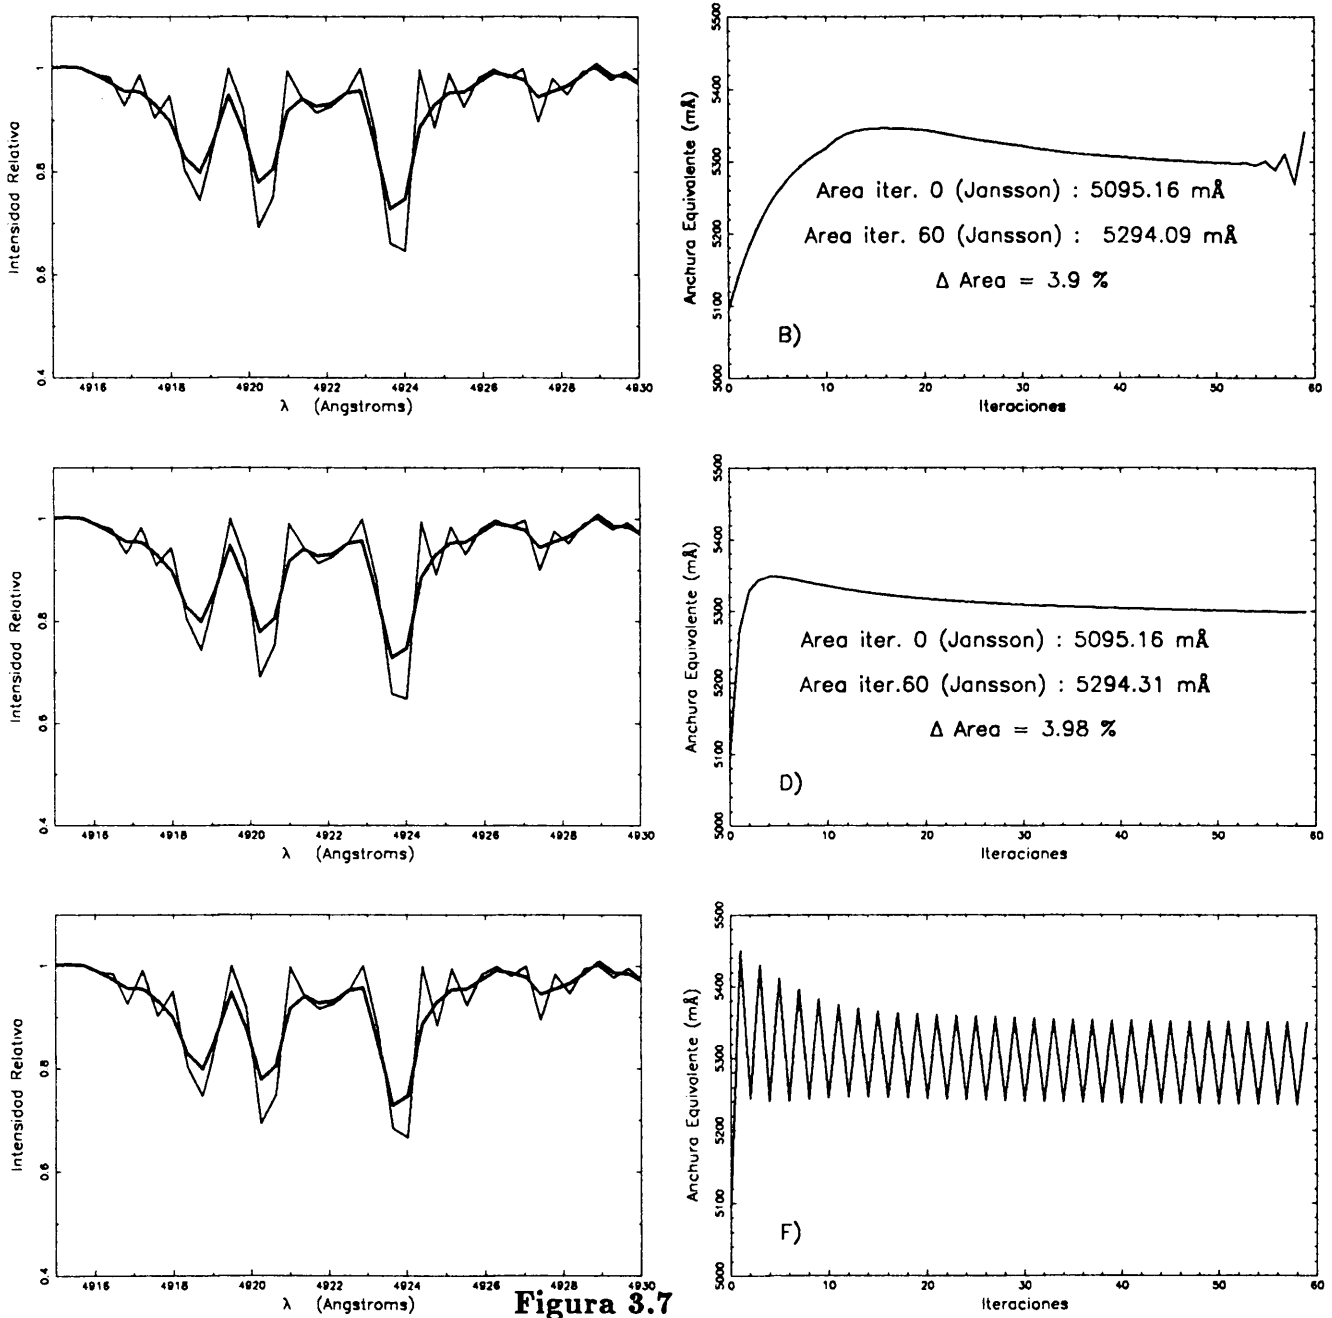 Intensidad Relativa
1
0.8
0.6
0.4
4916 4918 4920 4922 4924 4926 4928 4930
λ (Angstroms)
Anchura Equivalente (mÅ)
5500
5400
5300
5200
5100
5000
Area iter. 0 (Jansson) : 5095.16 mÅ
Area iter. 60 (Jansson) : 5294.09 mÅ
Δ Area = 3.9 %
B)
0 10 20 30 40 50 60
Iteraciones
Intensidad Relativa
1
0.8
0.6
0.4
4916 4918 4920 4922 4924 4926 4928 4930
λ (Angstroms)
Anchura Equivalente (mÅ)
5500
5400
5300
5200
5100
5000
Area iter. 0 (Jansson) : 5095.16 mÅ
Area iter.60 (Jansson) : 5294.31 mÅ
Δ Area = 3.98 %
D)
0 10 20 30 40 50 60
Iteraciones
Intensidad Relativa
1
0.8
0.6
0.4
4916 4918 4920 4922 4924 4926 4928 4930
λ (Angstroms)
Anchura Equivalente (mÅ)
5500
5400
5300
5200
5100
5000
F)
0 10 20 30 40 50 60
Iteraciones
Figura 3.7